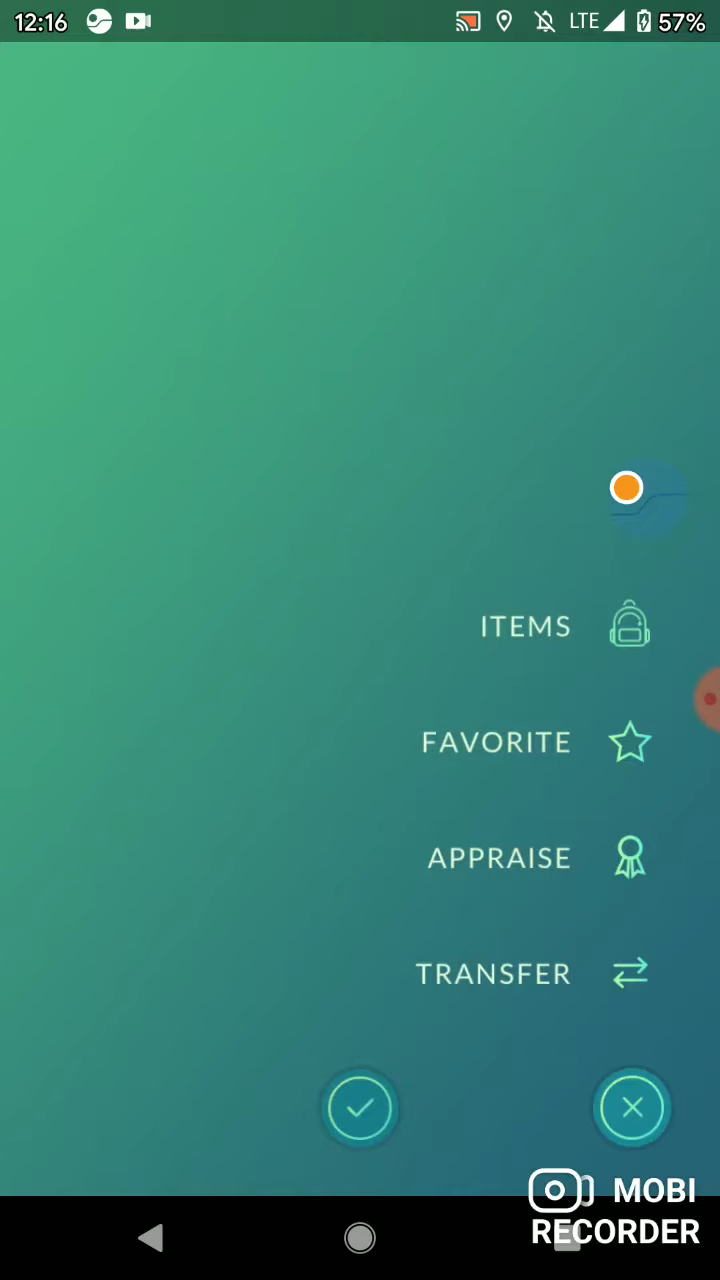 12:16 LTE 57%
ITEMS
FAVORITE
APPRAISE
TRANSFER
MOBI
RECORDER